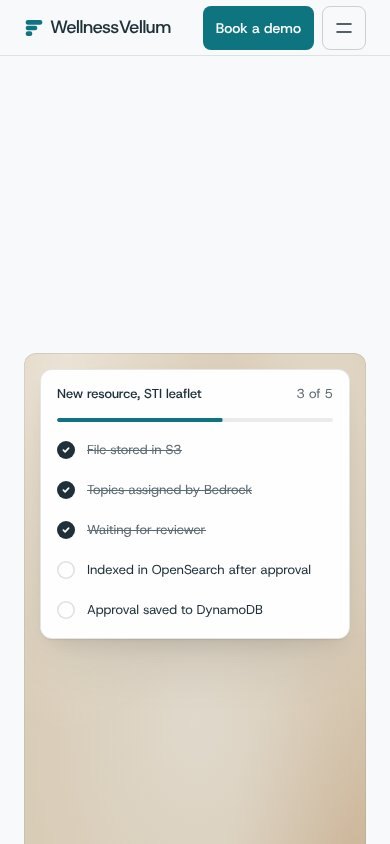 WellnessVellum
Book a demo
New resource, STI leaflet
3 of 5
File stored in S3
Topics assigned by Bedrock
Waiting for reviewer
Indexed in OpenSearch after approval
Approval saved to DynamoDB